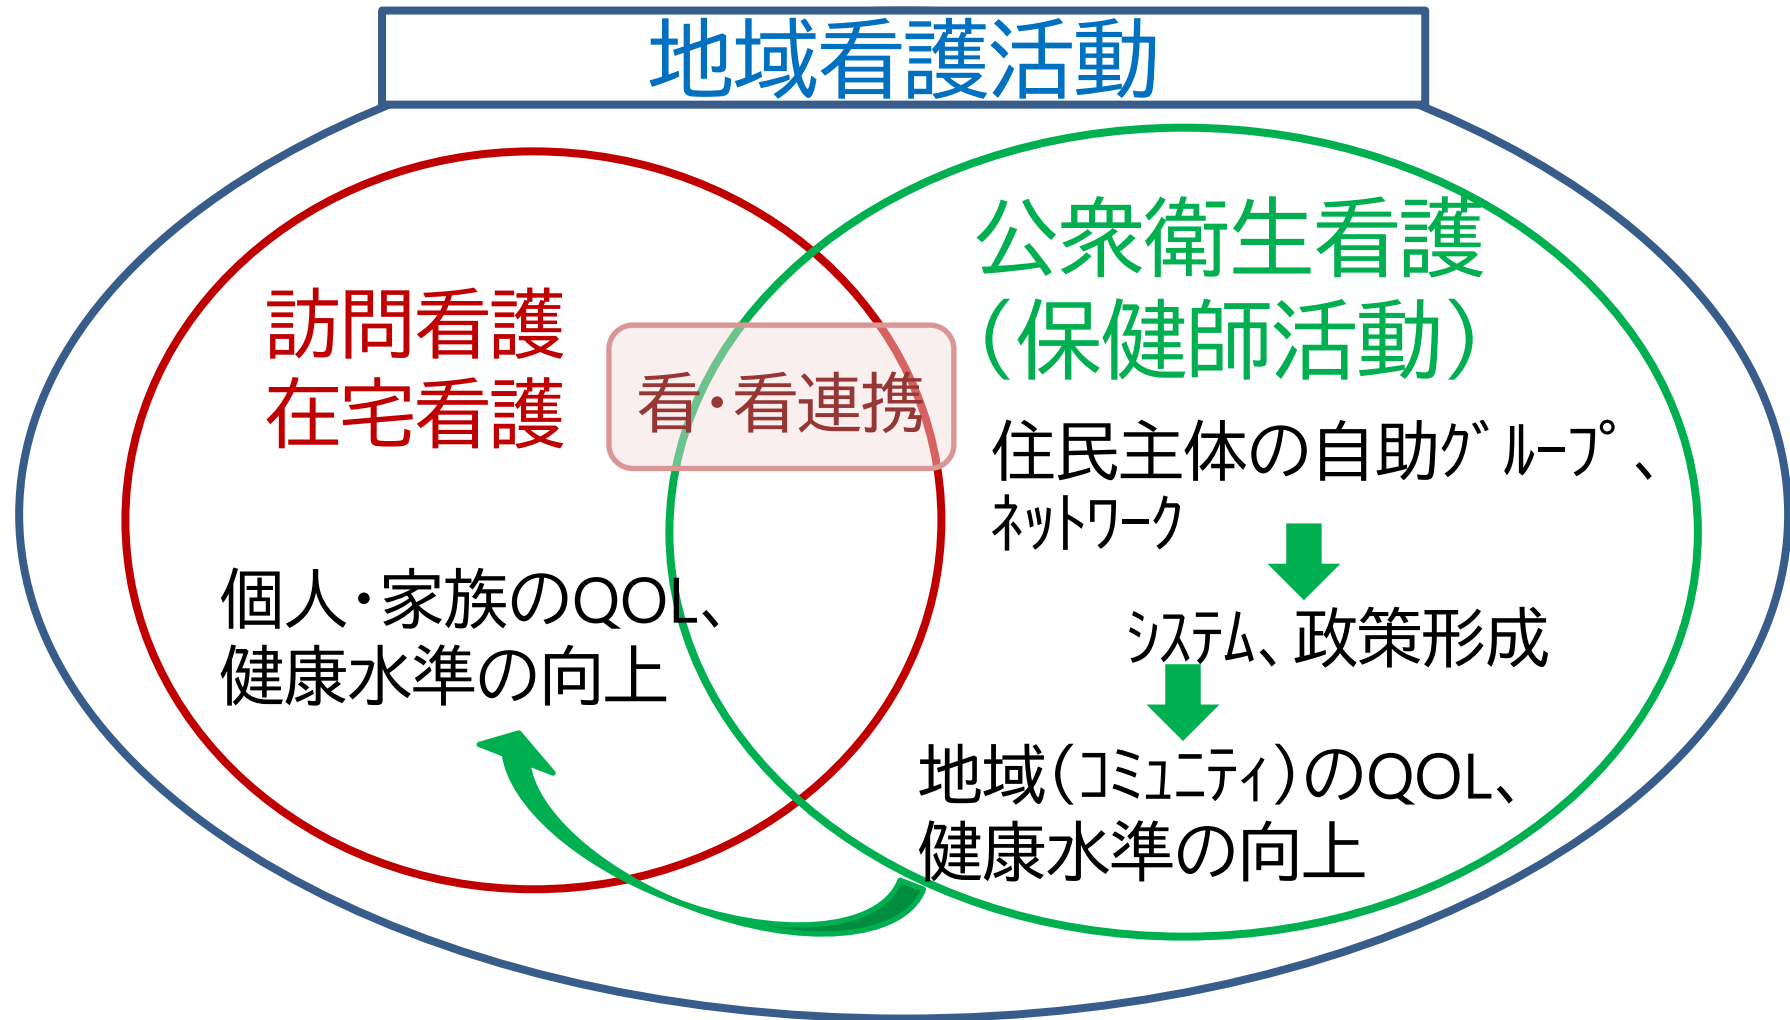 地域看護活動
訪問看護
在宅看護
看・看連携
公衆衛生看護
（保健師活動）
住民主体の自助ｸﾞﾙｰﾌﾟ、
ﾈｯﾄﾜｰｸ
ｼｽﾃﾑ、政策形成
地域（ｺﾐｭﾆﾃｨ）のQOL、
健康水準の向上
個人・家族のQOL、
健康水準の向上